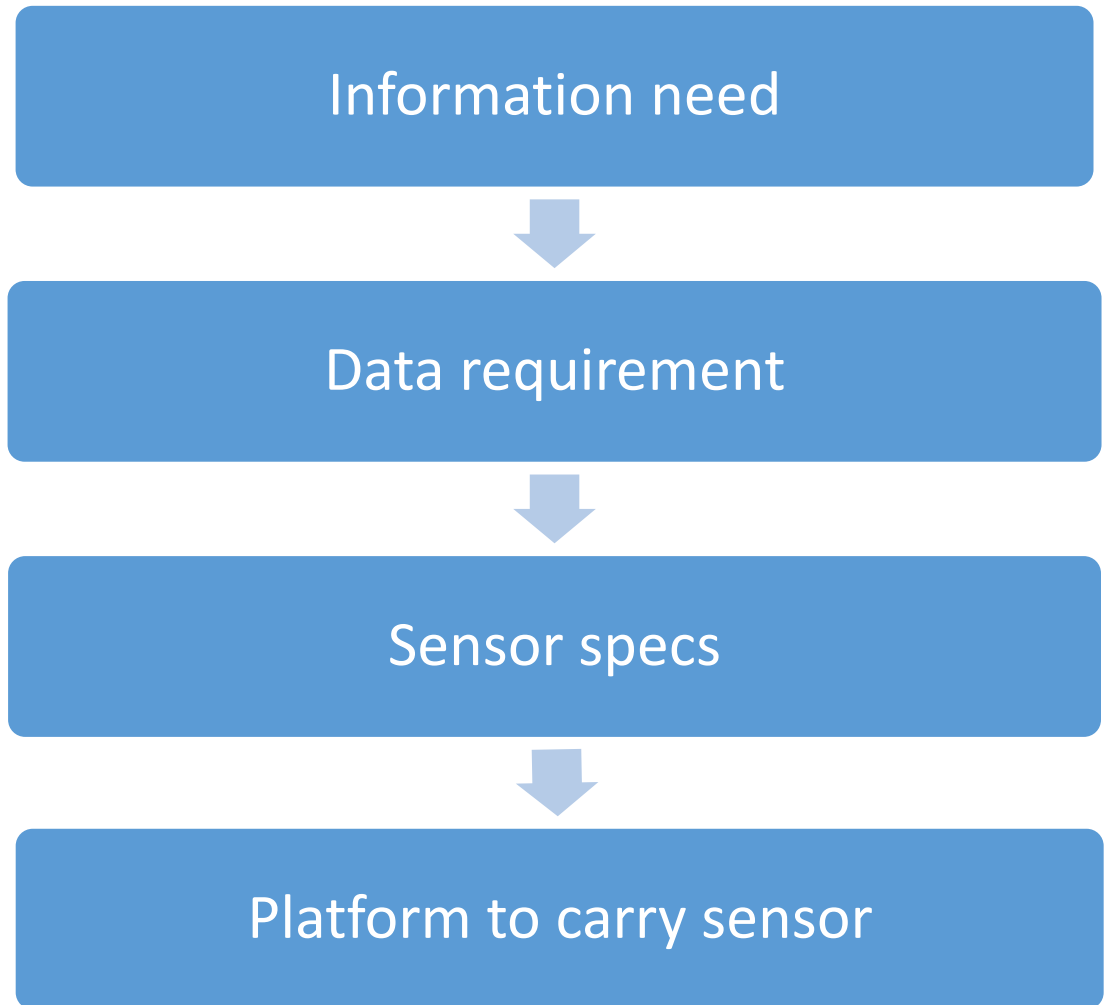 Information need
Data requirement
Sensor specs
Platform to carry sensor